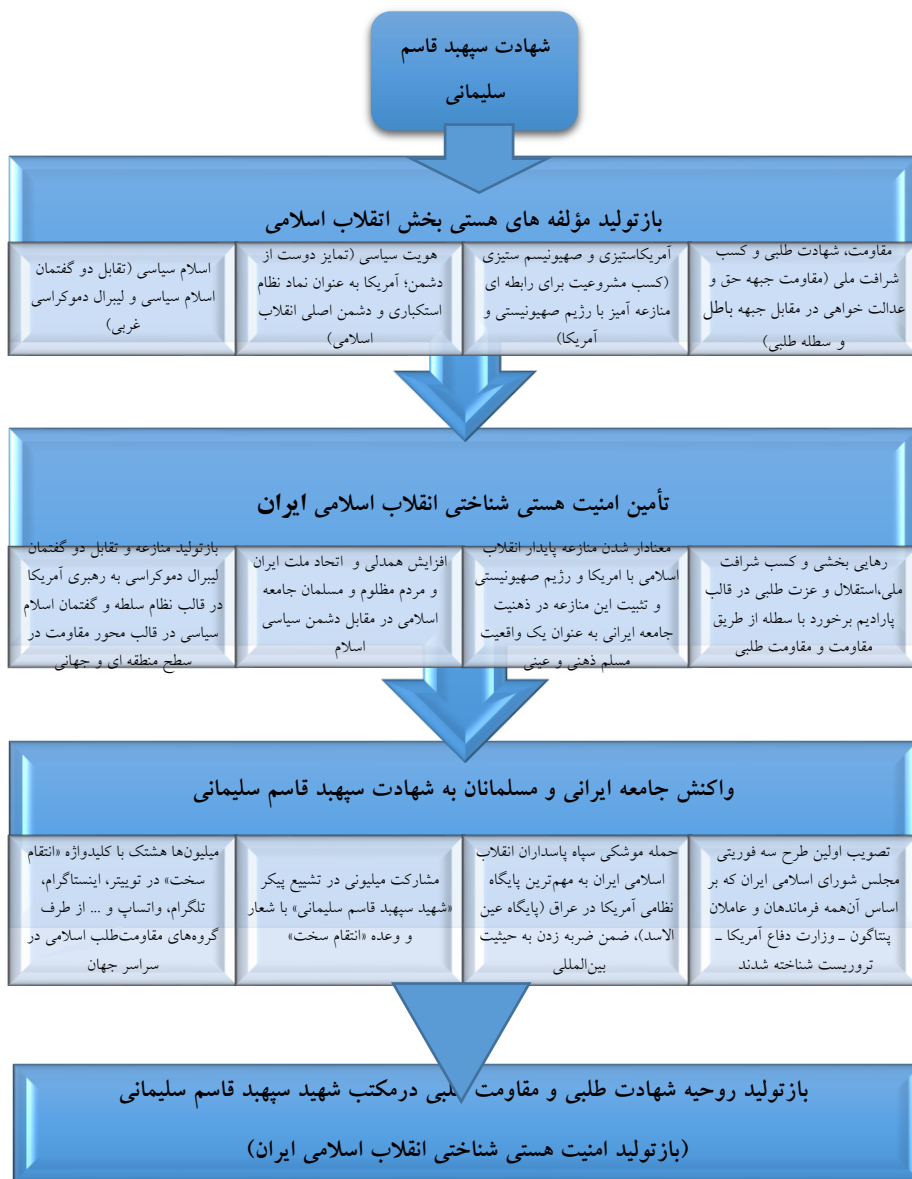 شهادت سپهبد قاسم
سلیمانی
بازتولید مؤلفه های هستی بخش اتقلاب اسلامی
مقاومت، شهادت طلبی و کسب
شرافت ملی (مقاومت جبهه حق و
عدالت خواهی در مقابل جبهه باطل
و سطله طلبی)
آمریکاستیزی و صهیونیسم ستیزی
(کسب مشروعیت برای رابطه ای
منازعه آمیز با رژیم صهیونیستی و
آمریکا)
هویت سیاسی (تمایز دوست از
دشمن؛ آمریکا به عنوان نماد نظام
استکباری و دشمن اصلی انقلاب
اسلامی)
اسلام سیاسی (تقابل دو گفتمان
اسلام سیاسی و لیبرال دموکراسی
غربی)
تأمین امنیت هستی شناختی انقلاب اسلامی ایران
رهایی بخشی و کسب شرافت
ملی،استقلال و عزت طلبی در قالب
پارادیم برخورد با سطله از طریق
مقاومت و مقاومت طلبی
معنادار شدن منازعه پایدار انقلاب
اسلامی با امریکا و رژیم صهیونیستی
و تثبیت این منازعه در ذهنیت
جامعه ایرانی به عنوان یک واقعیت
مسلم ذهنی و عینی
افزایش همدلی و اتحاد ملت ایران
و مردم مظلوم و مسلمان جامعه
اسلامی در مقابل دشمن سیاسی
اسلام
بازتولید منازعه و تقابل دو گفتمان
لیبرال دموکراسی به رهبری آمریکا
در قالب نظام سلطه و گفتمان اسلام
سیاسی در قالب محور مقاومت در
سطح منطقه ای و جهانی
واکنش جامعه ایرانی و مسلمانان به شهادت سپهبد قاسم سلیمانی
تصویب اولین طرح سه فوریتی
مجلس شورای اسلامی ایران که بر
اساس آن‌همه فرماندهان و عاملان
پنتاگون ـ وزارت دفاع آمریکا ـ
تروریست شناخته شدند
حمله موشکی سپاه پاسداران انقلاب
اسلامی ایران به مهم‌ترین پایگاه
نظامی آمریکا در عراق (پایگاه عین
الاسد)، ضمن ضربه زدن به حیثیت
بین‌المللی
مشارکت میلیونی در تشییع پیکر
«شهید سپهبد قاسم سلیمانی» با شعار
و وعده «انتقام سخت»
میلیون‌ها هشتک با کلیدواژه «انتقام
سخت» در توییتر، اینستاگرام،
تلگرام، واتساپ و ... از طرف
گروه‌های مقاومت‌طلب اسلامی در
سراسر جهان
بازتولید روحیه شهادت طلبی و مقاومت طلبی درمکتب شهید سپهبد قاسم سلیمانی
(بازتولید امنیت هستی شناختی انقلاب اسلامی ایران)